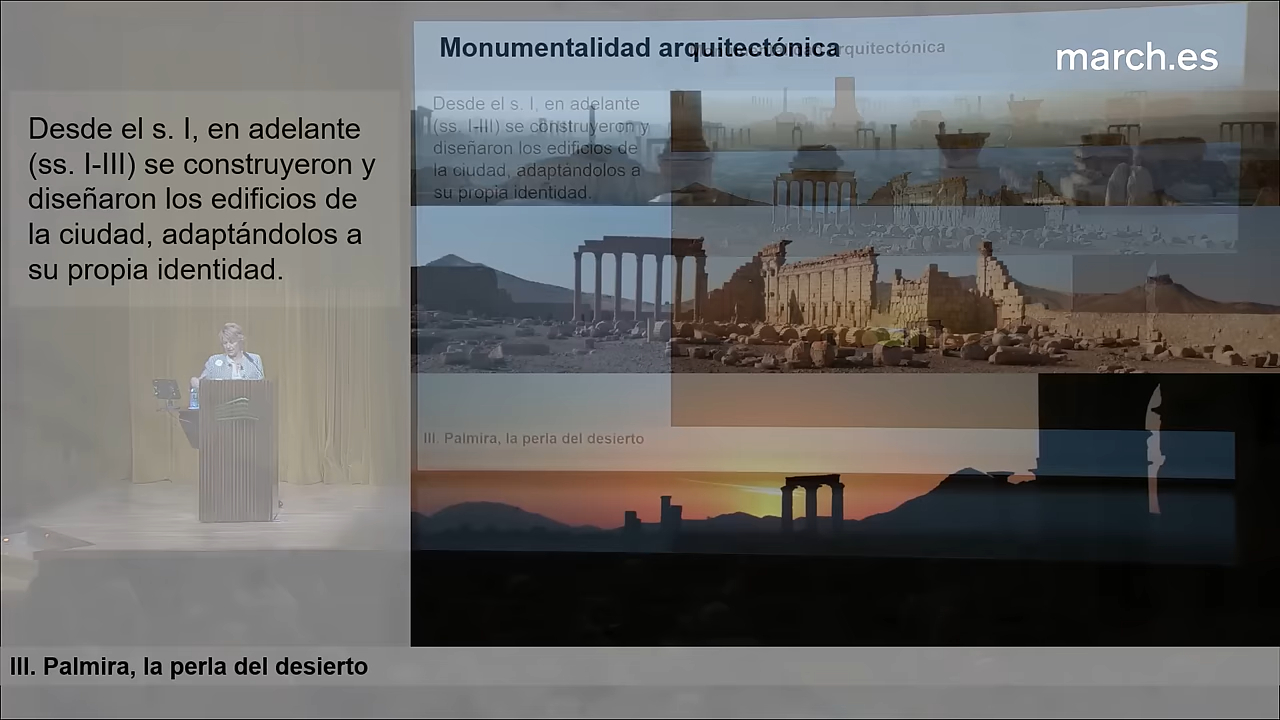 Monumentalidad arquitectónica
march.es
Desde el s. I, en adelante
(ss. I-III) se construyeron y
diseñaron los edificios de
la ciudad, adaptándolos a
su propia identidad.
Desde el s. I, en adelante
(ss. I-III) se construyeron y
diseñaron los edificios de
la ciudad, adaptándolos a
su propia identidad.
III. Palmira, la perla del desierto
III. Palmira, la perla del desierto